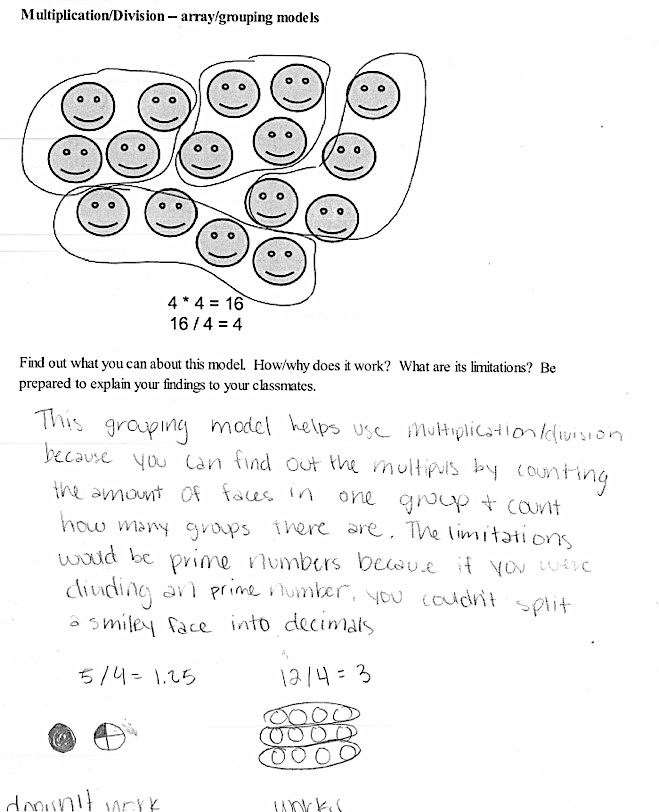 Multiplication/Division – array/grouping models
4 * 4 = 16
16 / 4 = 4
Find out what you can about this model. How/why does it work? What are its limitations? Be
prepared to explain your findings to your classmates.
This grouping model helps use multiplication/division
because you can find out the multipuls by counting
the amount of faces in one group + count
how many groups there are. The limitations
would be prime numbers because if you were
dividing an prime number, you couldn't split
a smiley face into decimals
5/4 = 1.25
12/4 = 3
doesn't work
works